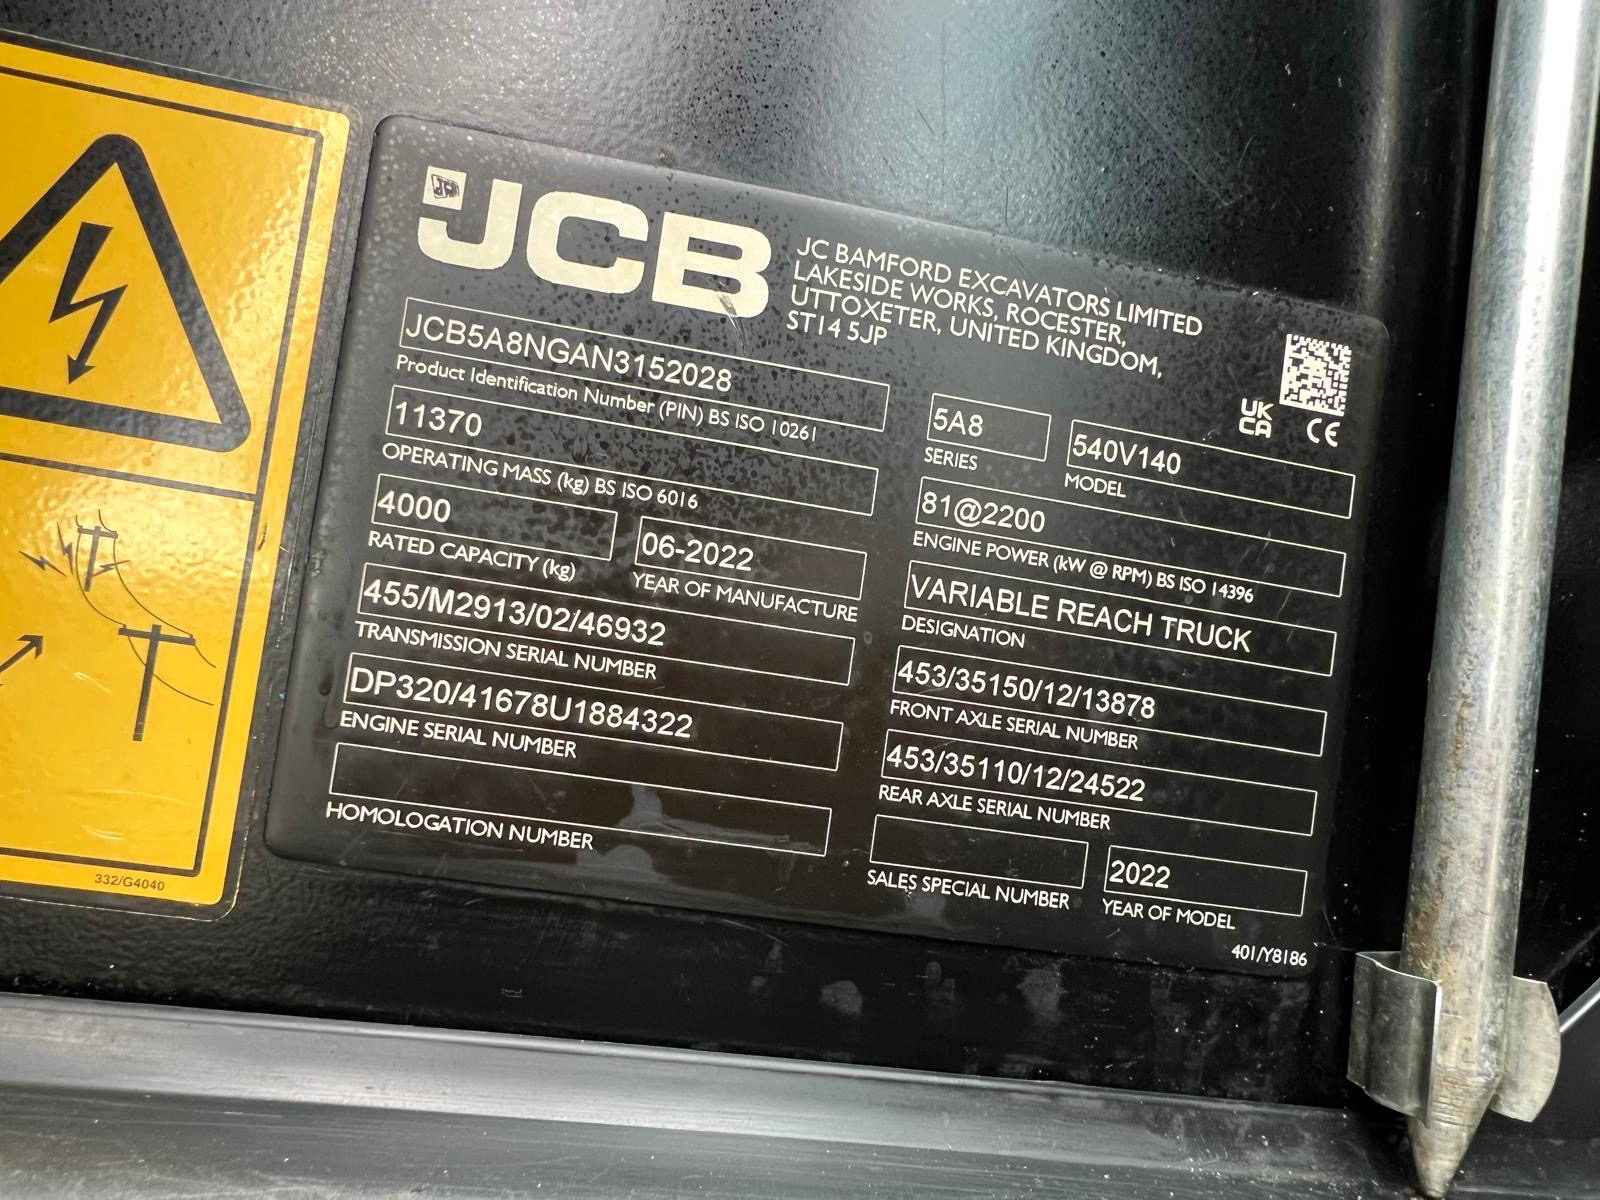 JCB
JC BAMFORD EXCAVATORS LIMITED
LAKESIDE WORKS, ROCESTER,
UTTOXETER, UNITED KINGDOM,
ST14 5JP
UK
CA
CE
JCB5A8NGAN3152028
Product Identification Number (PIN) BS ISO 10261
11370
OPERATING MASS (kg) BS ISO 6016
4000
RATED CAPACITY (kg)
06-2022
YEAR OF MANUFACTURE
455/M2913/02/46932
TRANSMISSION SERIAL NUMBER
DP320/41678U1884322
ENGINE SERIAL NUMBER
HOMOLOGATION NUMBER
5A8
SERIES
540V140
MODEL
81@2200
ENGINE POWER (kW @ RPM) BS ISO 14396
VARIABLE REACH TRUCK
DESIGNATION
453/35150/12/13878
FRONT AXLE SERIAL NUMBER
453/35110/12/24522
REAR AXLE SERIAL NUMBER
SALES SPECIAL NUMBER
2022
YEAR OF MODEL
401/Y8186
332/G4040